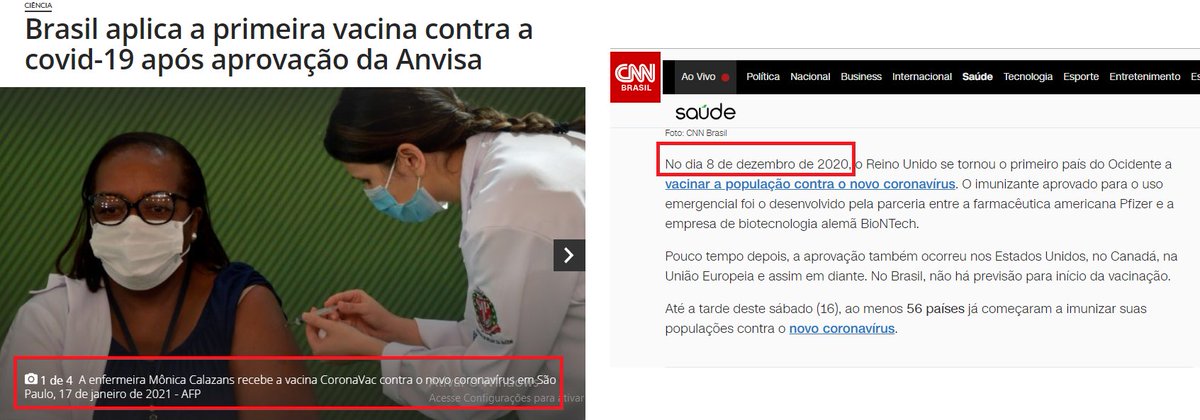 CIÊNCIA
Brasil aplica a primeira vacina contra a
covid-19 após aprovação da Anvisa
1 de 4 A enfermeira Mônica Calazans recebe a vacina CoronaVac contra o novo coronavírus em São
Paulo, 17 de janeiro de 2021 - AFP
Acesse Configurações para ativar
CNN
BRASIL
Ao Vivo
Política
Nacional
Business
Internacional
Saúde
Tecnologia
Esporte
Entretenimento
Es
saúde
Foto: CNN Brasil
No dia 8 de dezembro de 2020, o Reino Unido se tornou o primeiro país do Ocidente a
vacinar a população contra o novo coronavírus. O imunizante aprovado para o uso
emergencial foi o desenvolvido pela parceria entre a farmacêutica americana Pfizer e a
empresa de biotecnologia alemã BioNTech.
Pouco tempo depois, a aprovação também ocorreu nos Estados Unidos, no Canadá, na
União Europeia e assim em diante. No Brasil, não há previsão para início da vacinação.
Até a tarde deste sábado (16), ao menos 56 países já começaram a imunizar suas
populações contra o novo coronavírus.